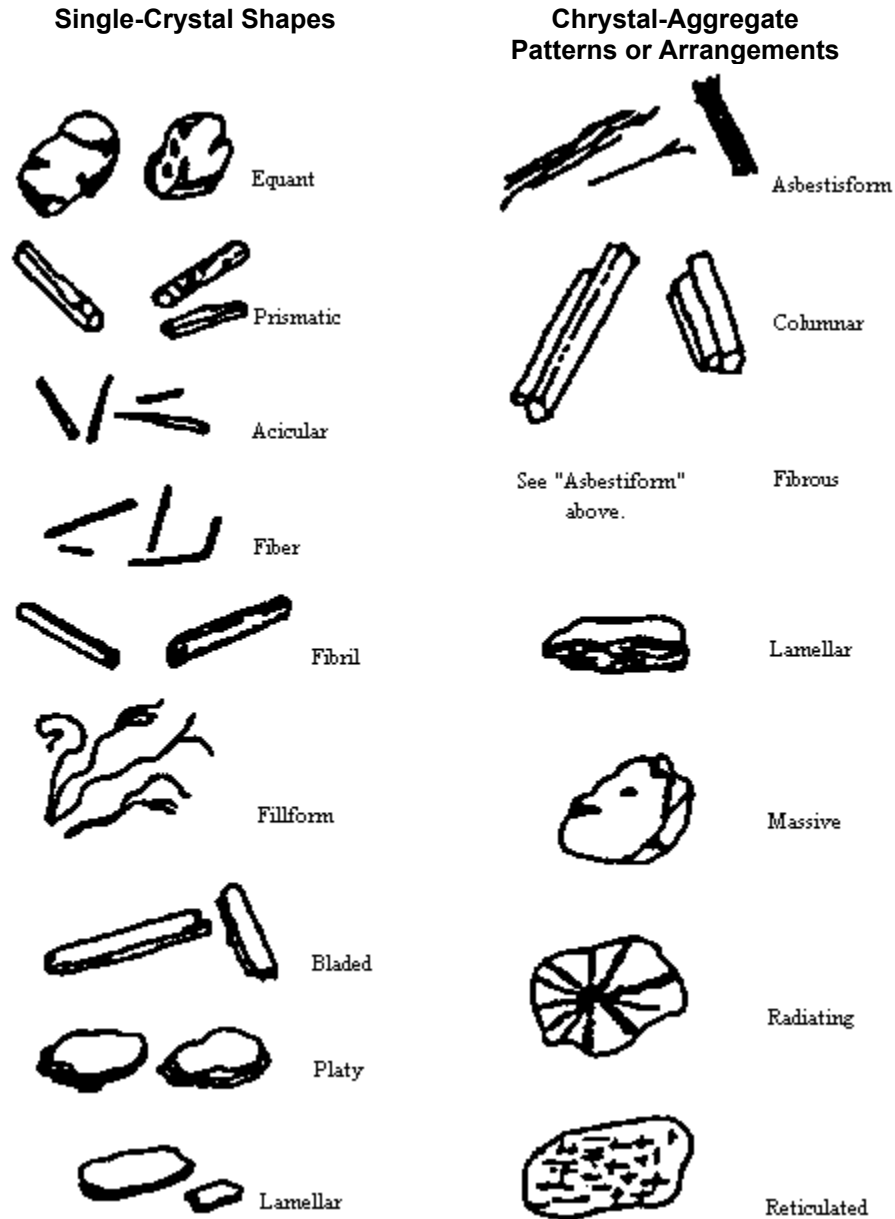 Single-Crystal Shapes
Equant
Prismatic
Acicular
Fiber
Fibril
Fillform
Bladed
Platy
Lamellar
Chrystal-Aggregate
Patterns or Arrangements
Asbestisform
Columnar
See "Asbestiform"
above.
Fibrous
Lamellar
Massive
Radiating
Reticulated